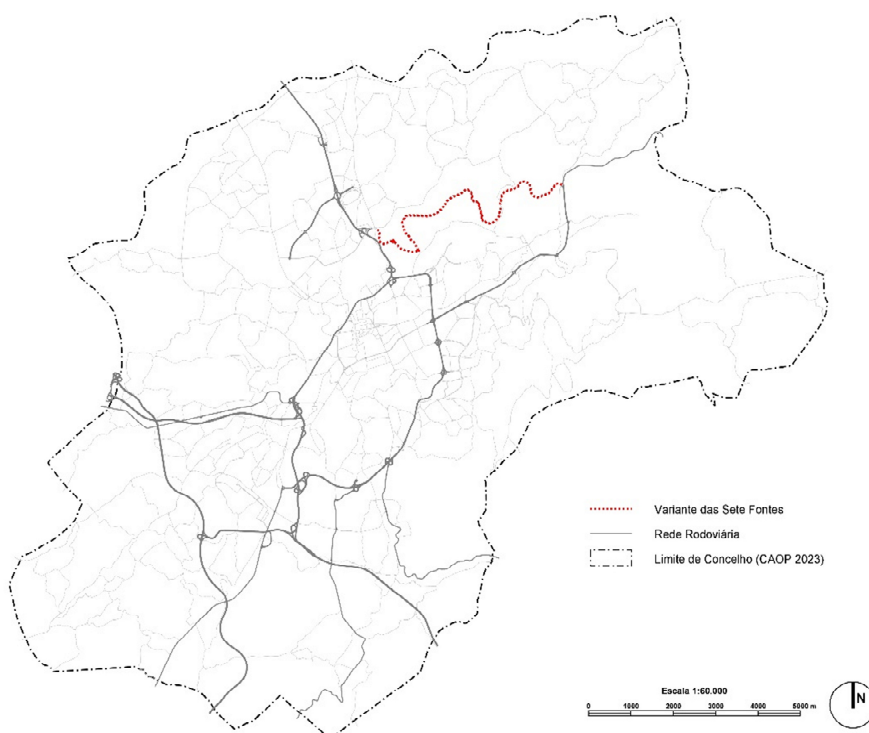 Variante das Sete Fontes
Rede Rodoviária
Limite de Concelho (CAOP 2023)
Escala 1:60.000
0 1000 2000 3000 4000 5000 m
N